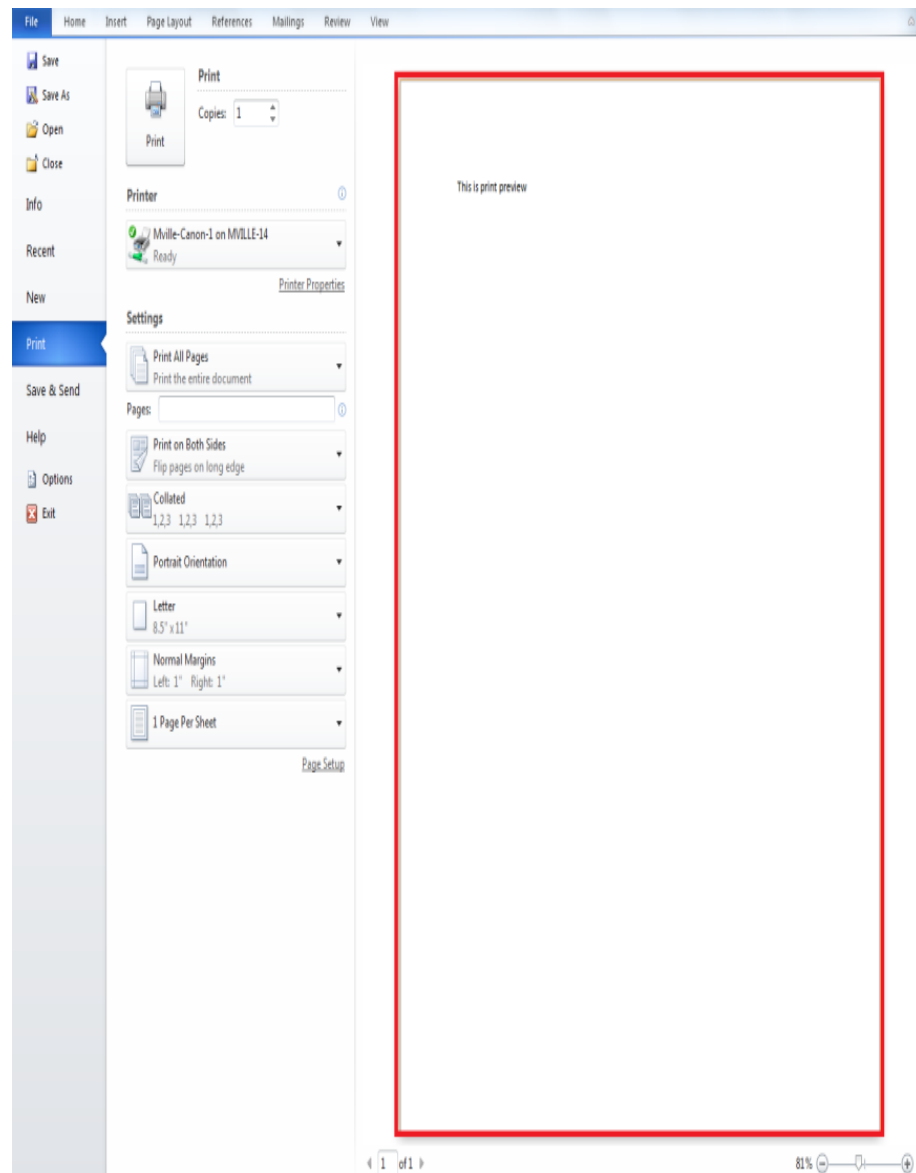 File Home Insert Page Layout References Mailings Review View
Save
Save As
Open
Close
Info
Recent
New
Print
Save & Send
Help
Options
Exit
Print
Print
Copies: 1
Printer
Mville-Canon-1 on MVILLE-14
Ready
Printer Properties
Settings
Print All Pages
Print the entire document
Pages:
Print on Both Sides
Flip pages on long edge
Collated
1,2,3 1,2,3 1,2,3
Portrait Orientation
Letter
8.5" x 11"
Normal Margins
Left: 1" Right: 1"
1 Page Per Sheet
Page Setup
This is print preview
1 of 1
81%